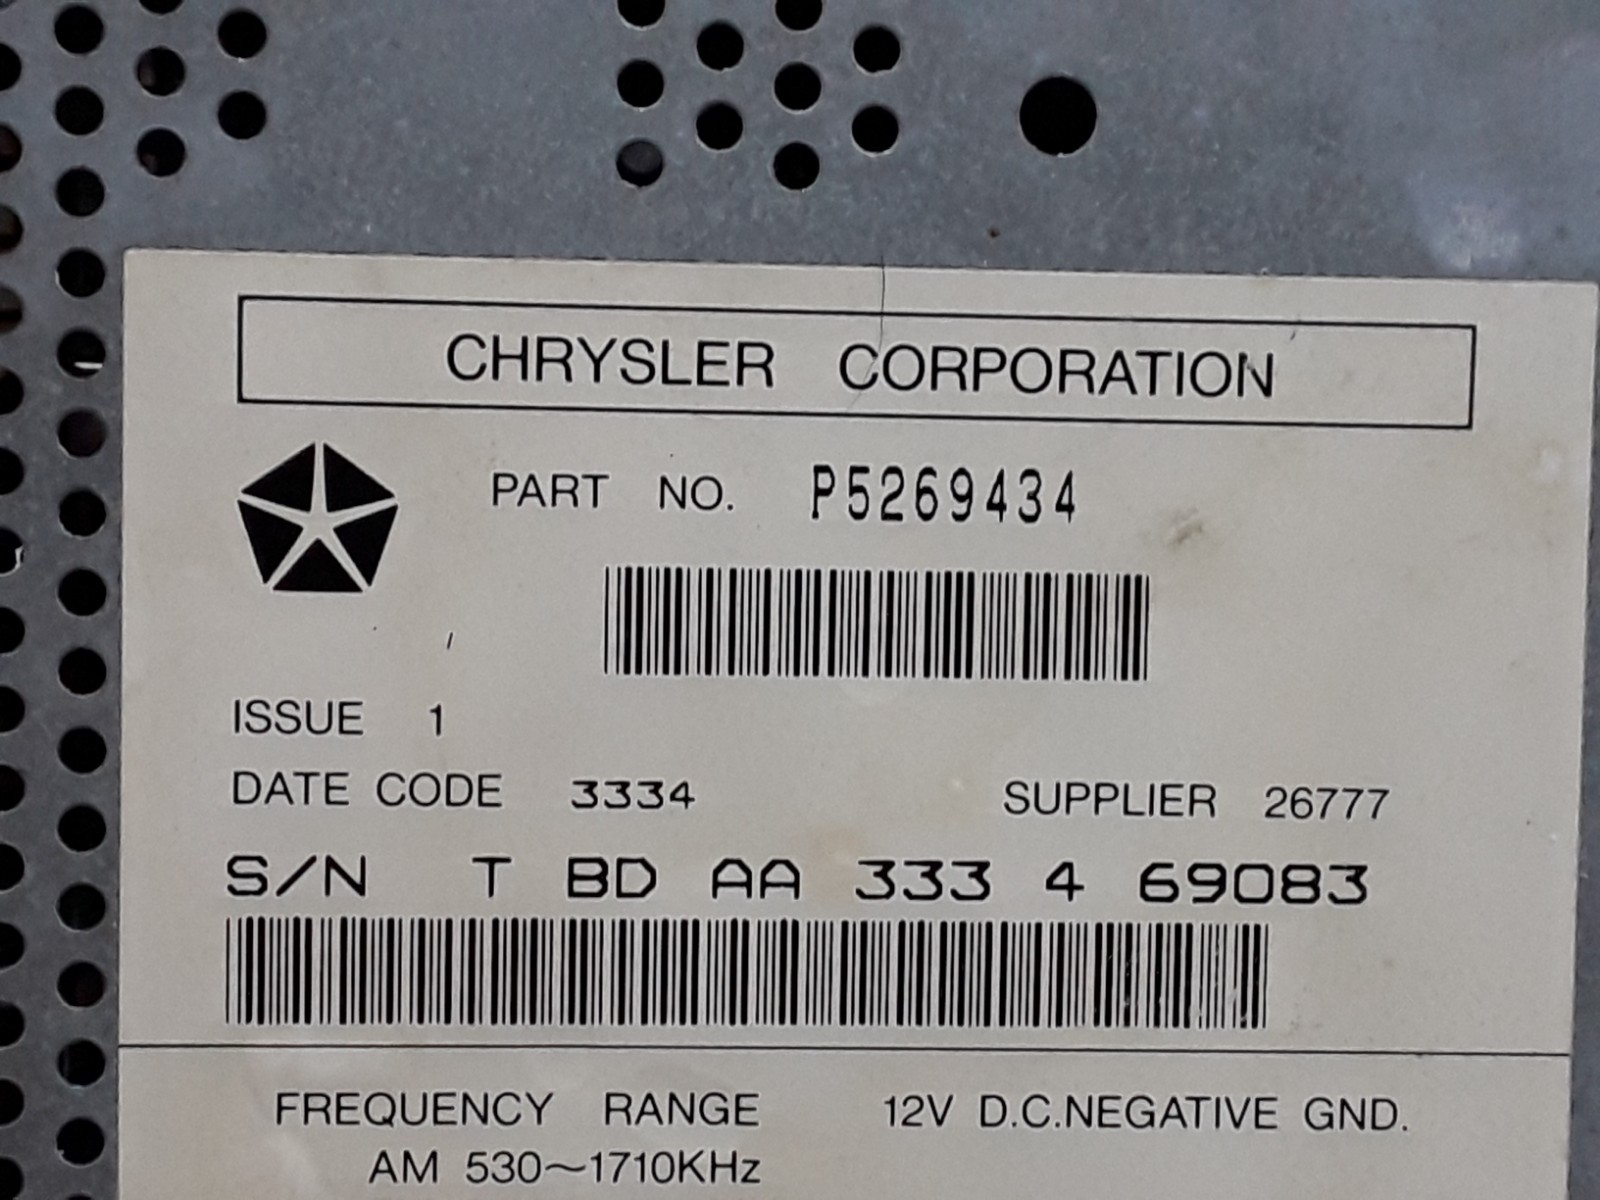 CHRYSLER CORPORATION
PART NO. P5269434
ISSUE 1
DATE CODE 3334 SUPPLIER 26777
S/N T BD AA 333 4 69083
FREQUENCY RANGE 12V D.C.NEGATIVE GND.
AM 530~1710KHz